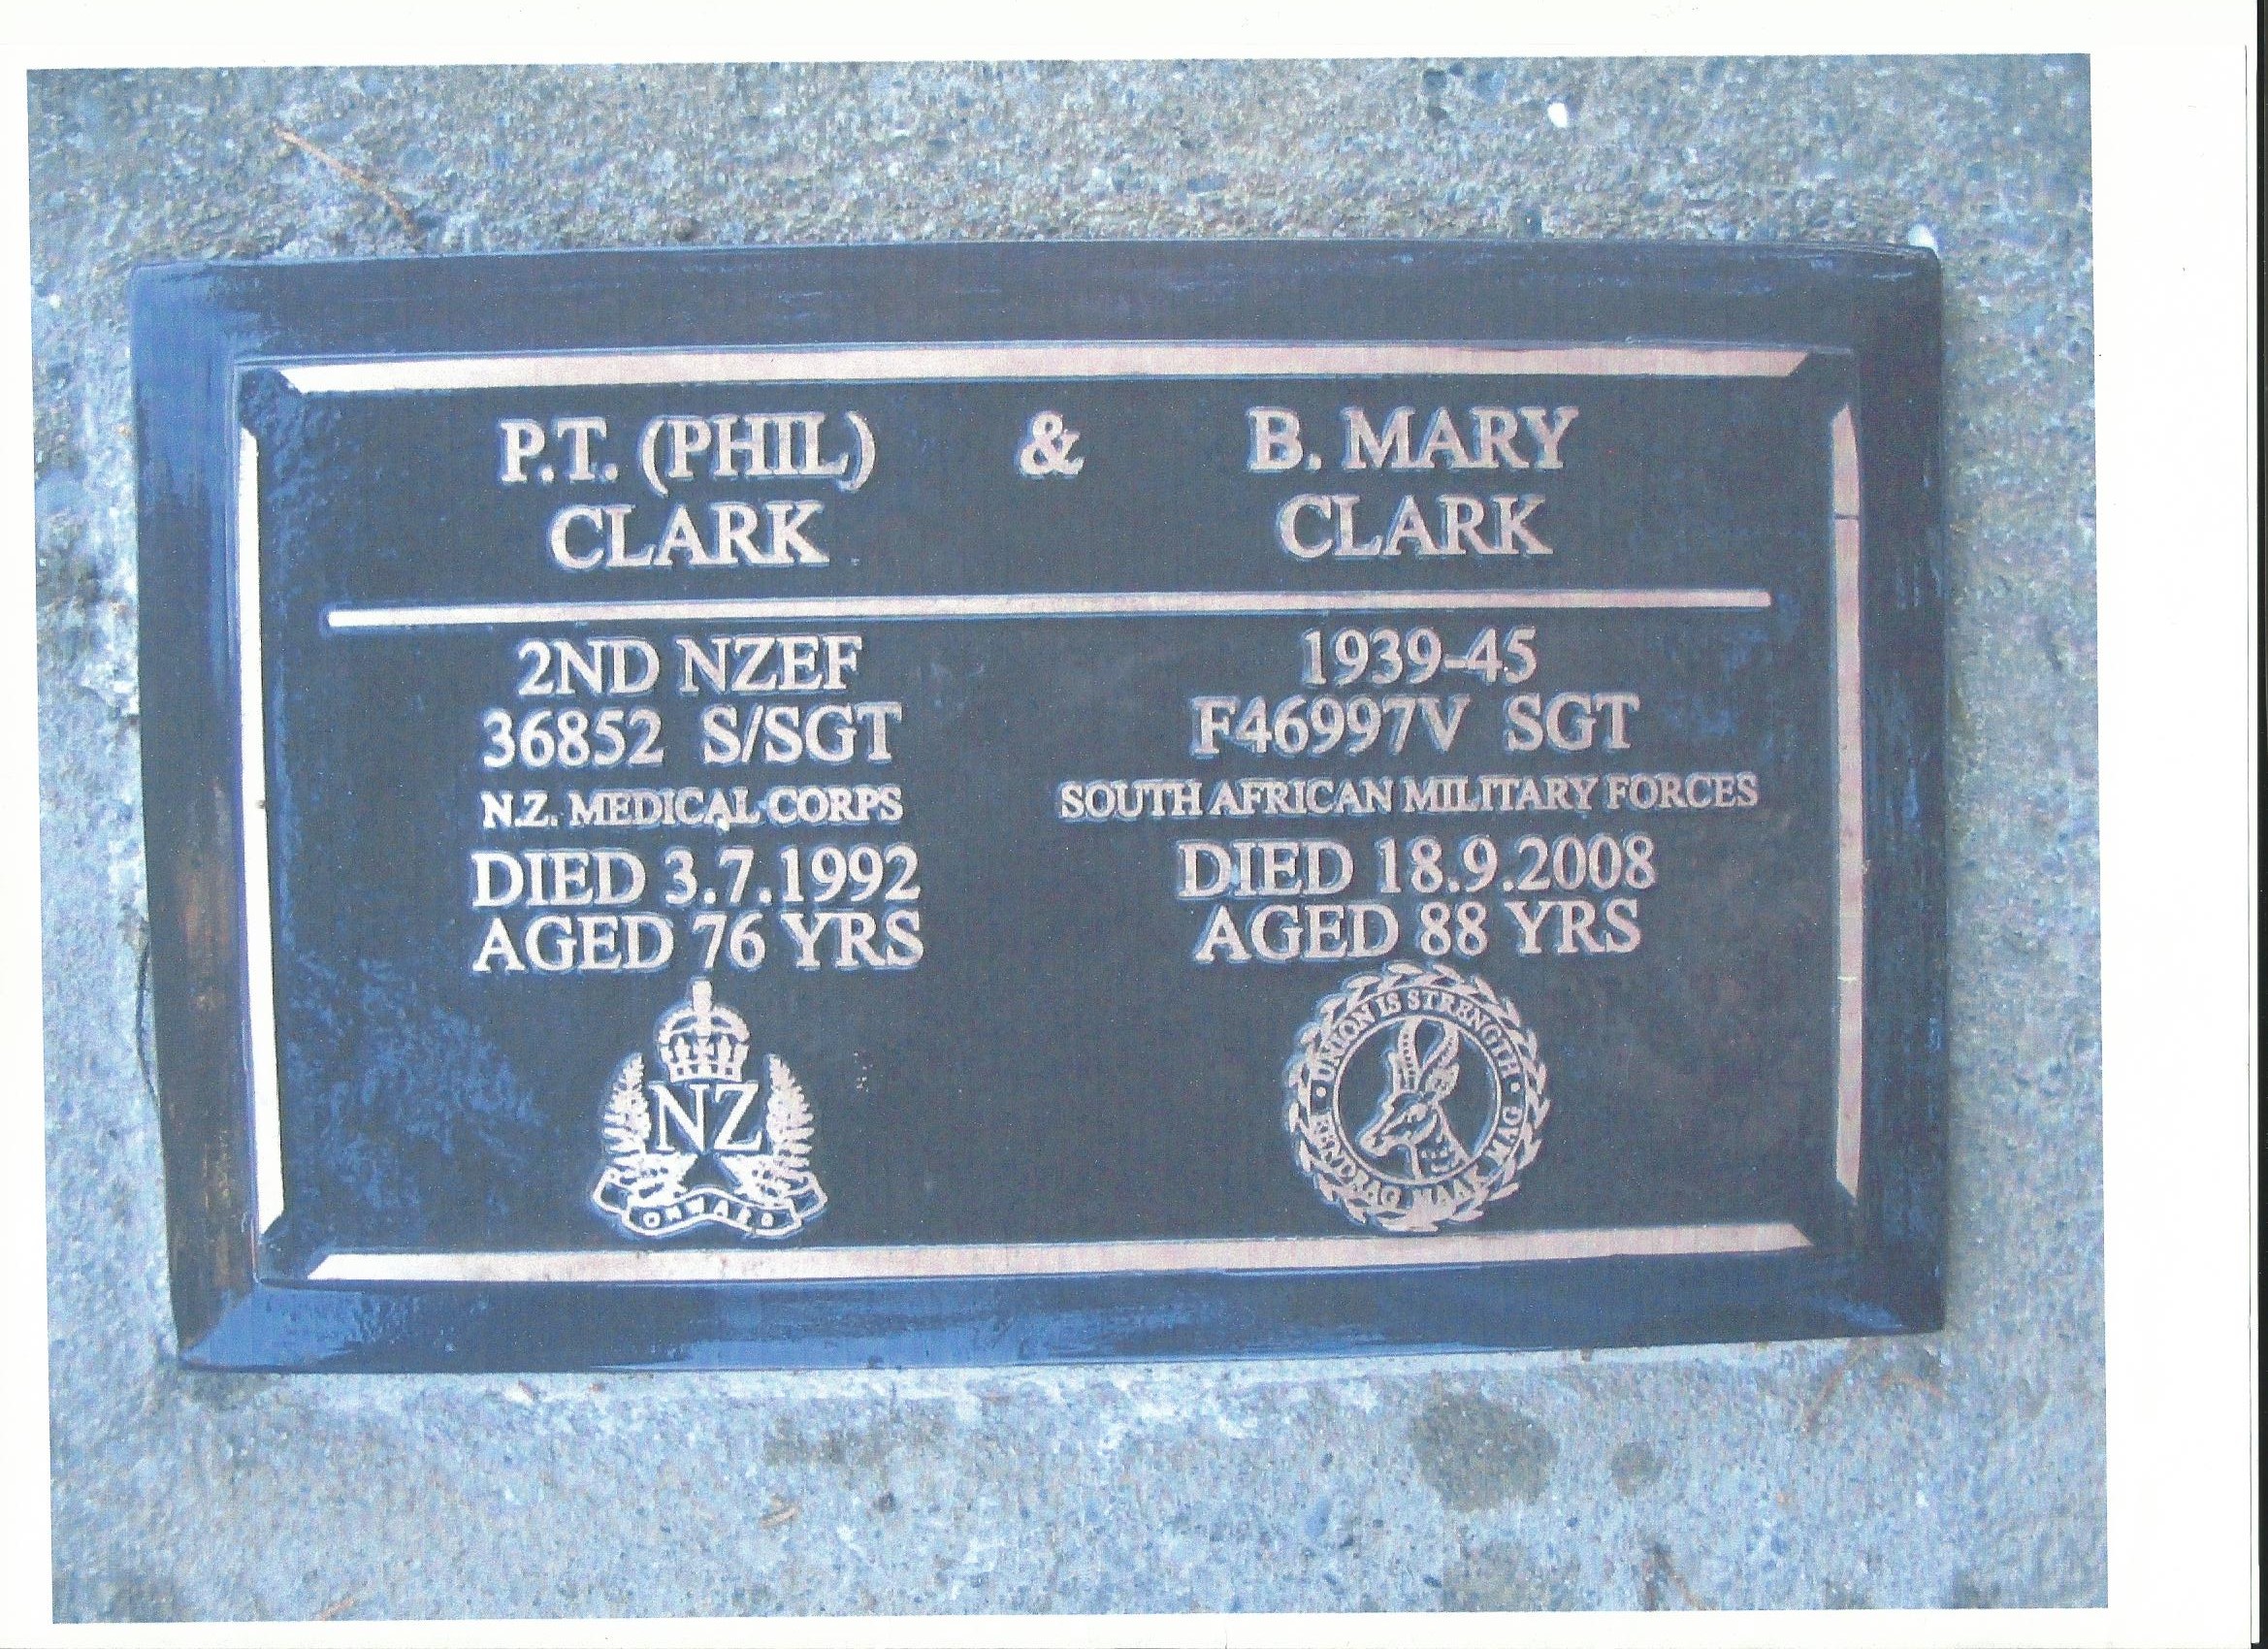 P.T. (PHIL) & B. MARY
CLARK CLARK
2ND NZEF
36852 S/SGT
N.Z. MEDICAL CORPS
DIED 3.7.1992
AGED 76 YRS
NZ
ONWARD
1939-45
F46997V SGT
SOUTH AFRICAN MILITARY FORCES
DIED 18.9.2008
AGED 88 YRS
UNION IS STRENGTH
EENDRAG MAAK MAG